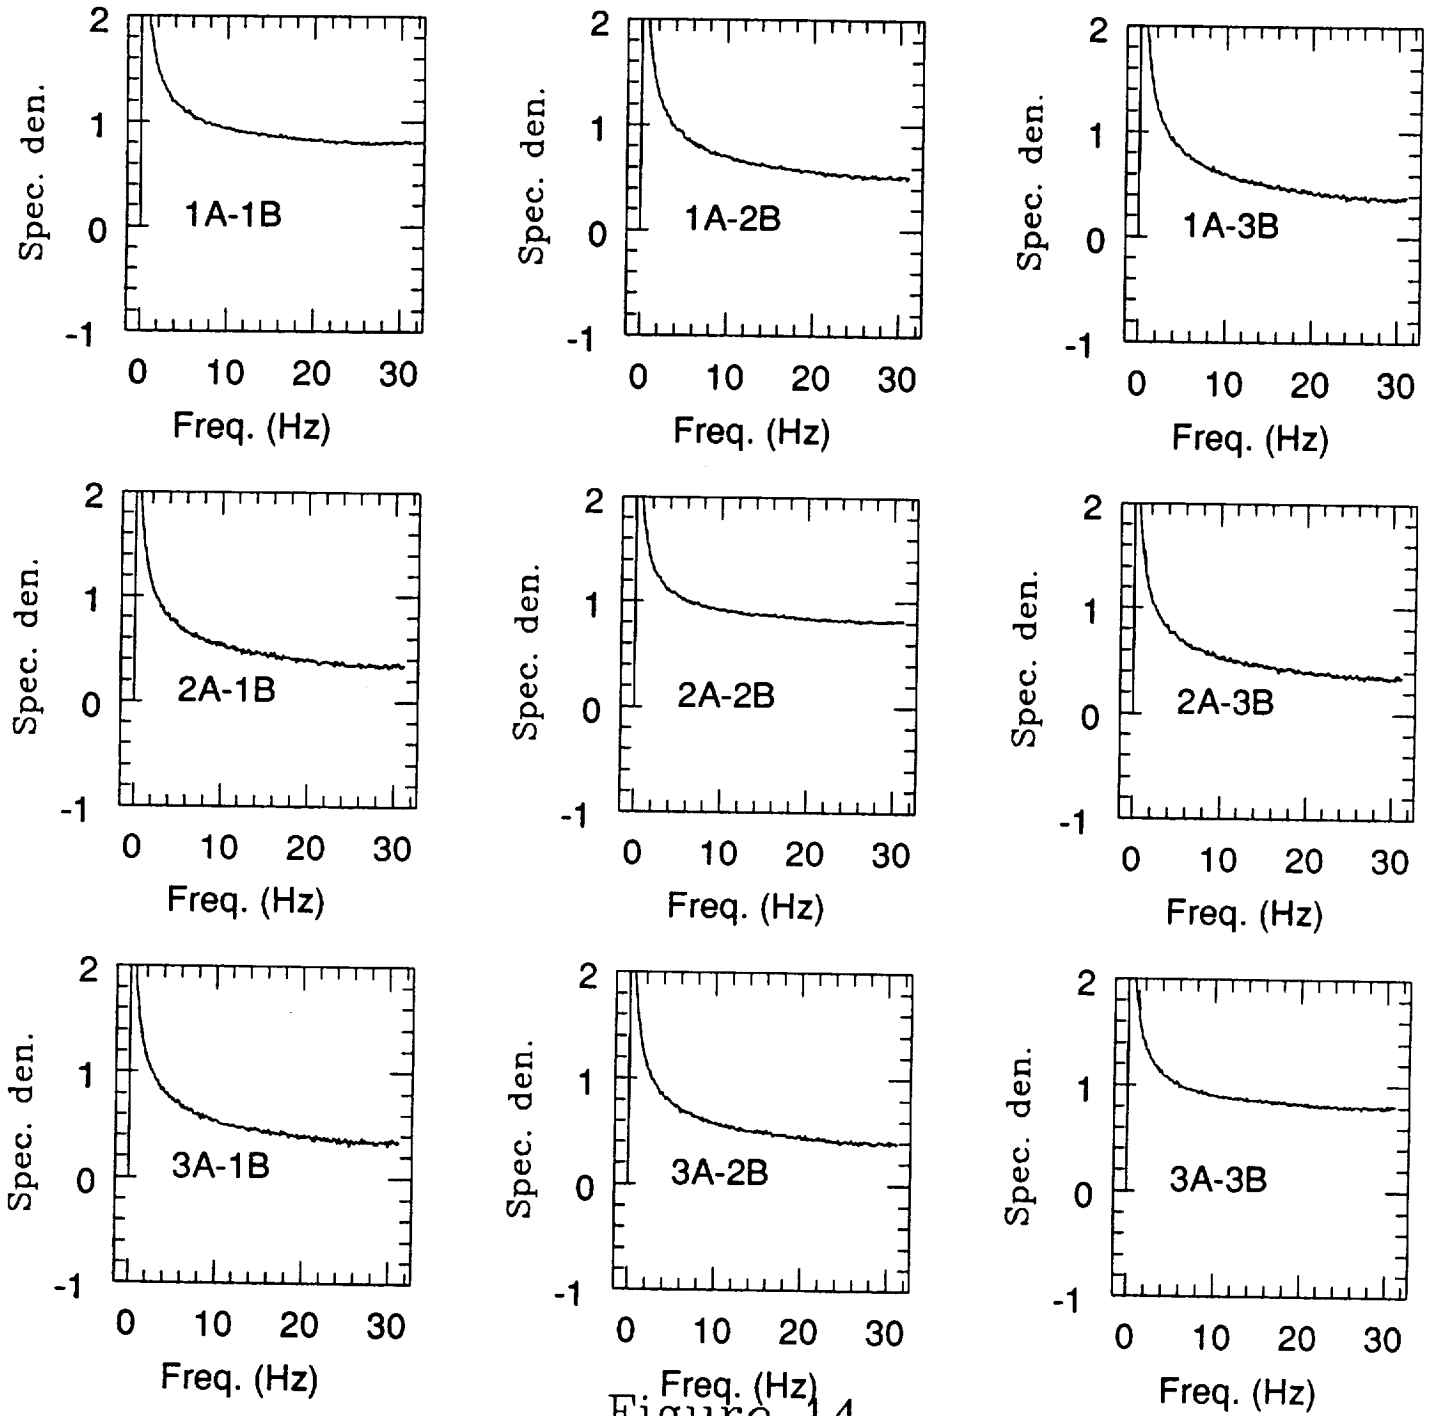 2 2 2
Spec. den. 1 Spec. den. 1 Spec. den. 1
1A-1B 1A-2B 1A-3B
0 0 0
-1 -1 -1
0 10 20 30 0 10 20 30 0 10 20 30
Freq. (Hz) Freq. (Hz) Freq. (Hz)
2 2 2
Spec. den. 1 Spec. den. 1 Spec. den. 1
2A-1B 2A-2B 2A-3B
0 0 0
-1 -1 -1
0 10 20 30 0 10 20 30 0 10 20 30
Freq. (Hz) Freq. (Hz) Freq. (Hz)
2 2 2
Spec. den. 1 Spec. den. 1 Spec. den. 1
3A-1B 3A-2B 3A-3B
0 0 0
-1 -1 -1
0 10 20 30 0 10 20 30 0 10 20 30
Freq. (Hz) Freq. (Hz) Freq. (Hz)
Figure 14